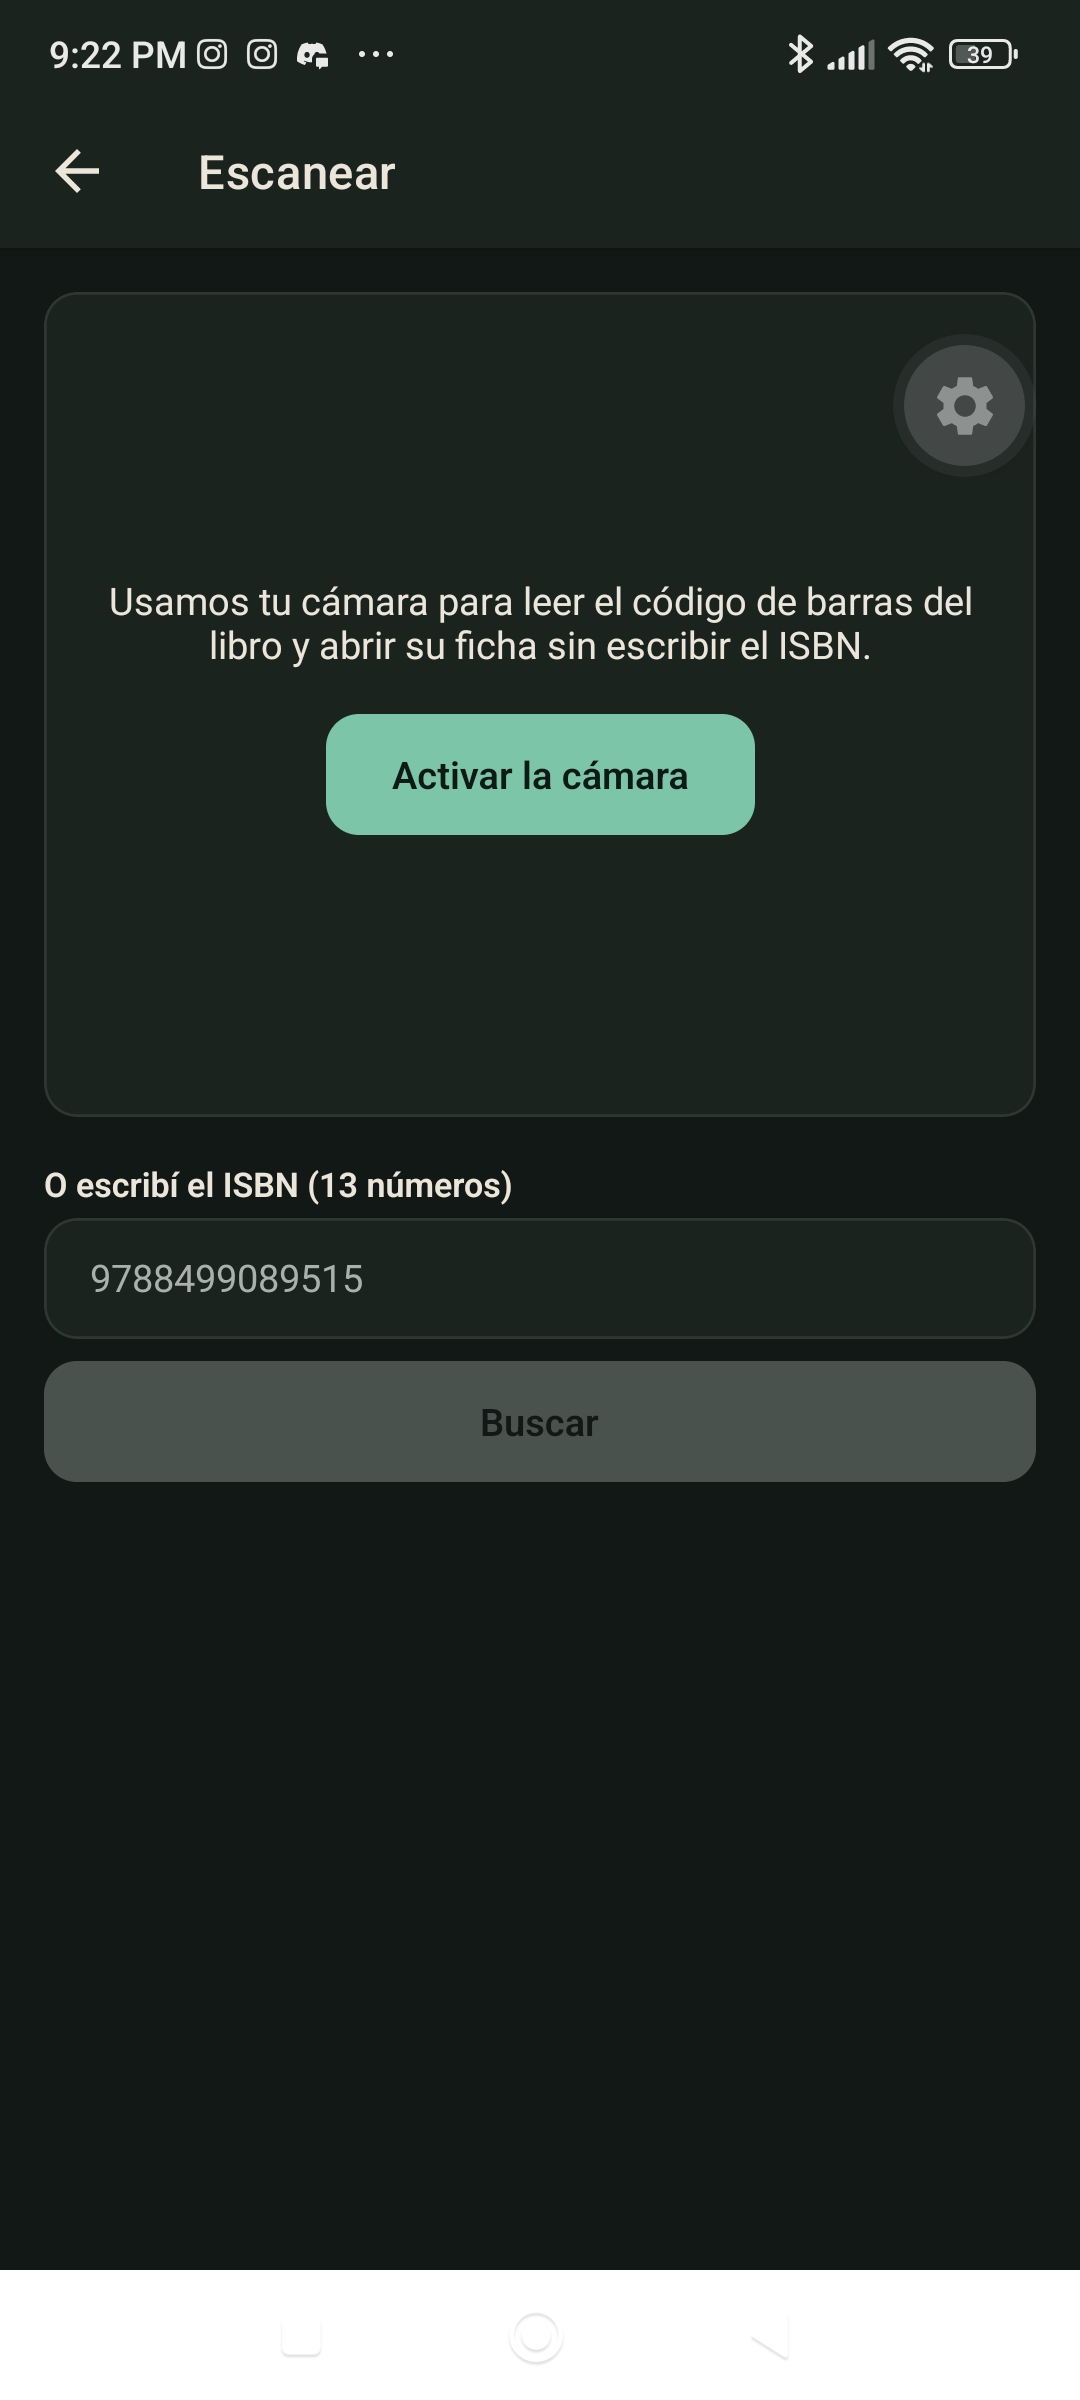 9:22 PM
39
Escanear
Usamos tu cámara para leer el código de barras del
libro y abrir su ficha sin escribir el ISBN.
Activar la cámara
O escribí el ISBN (13 números)
9788499089515
Buscar